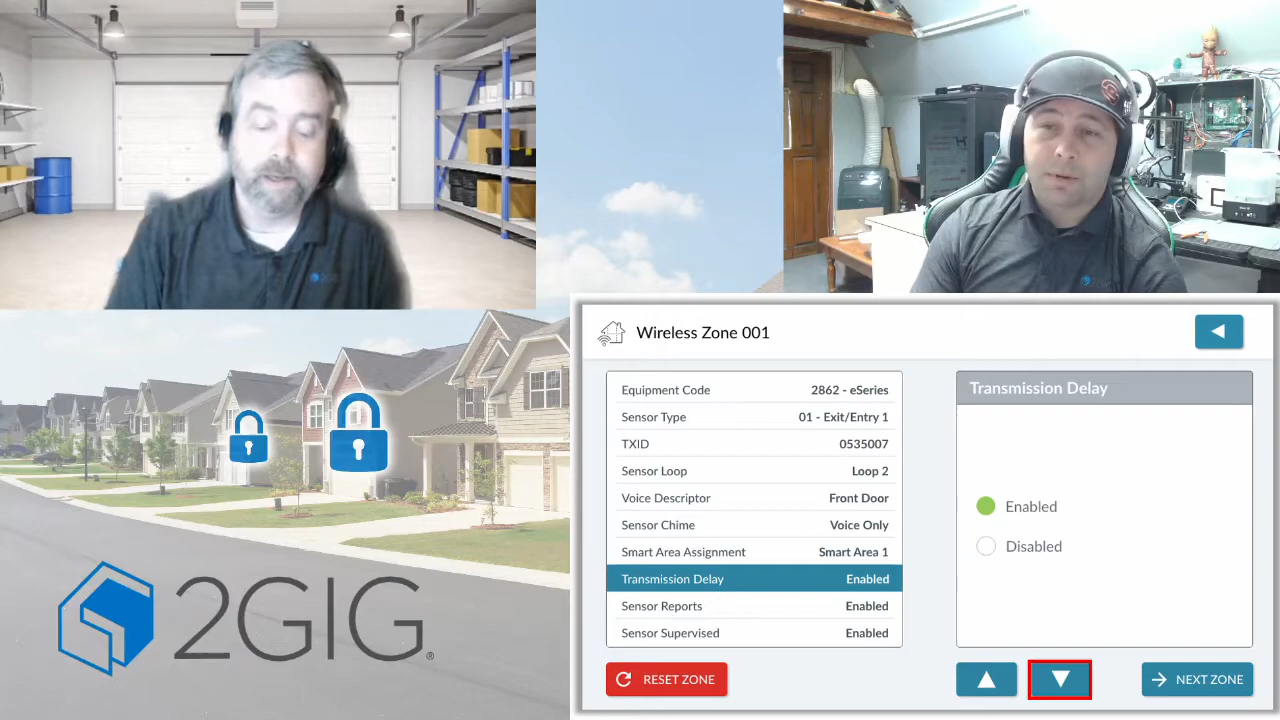 Wireless Zone 001
Equipment Code 2862 - eSeries
Sensor Type 01 - Exit/Entry 1
TXID 0535007
Sensor Loop Loop 2
Voice Descriptor Front Door
Sensor Chime Voice Only
Smart Area Assignment Smart Area 1
Transmission Delay Enabled
Sensor Reports Enabled
Sensor Supervised Enabled
Transmission Delay
Enabled
Disabled
RESET ZONE
NEXT ZONE
2GIG®
2GIG